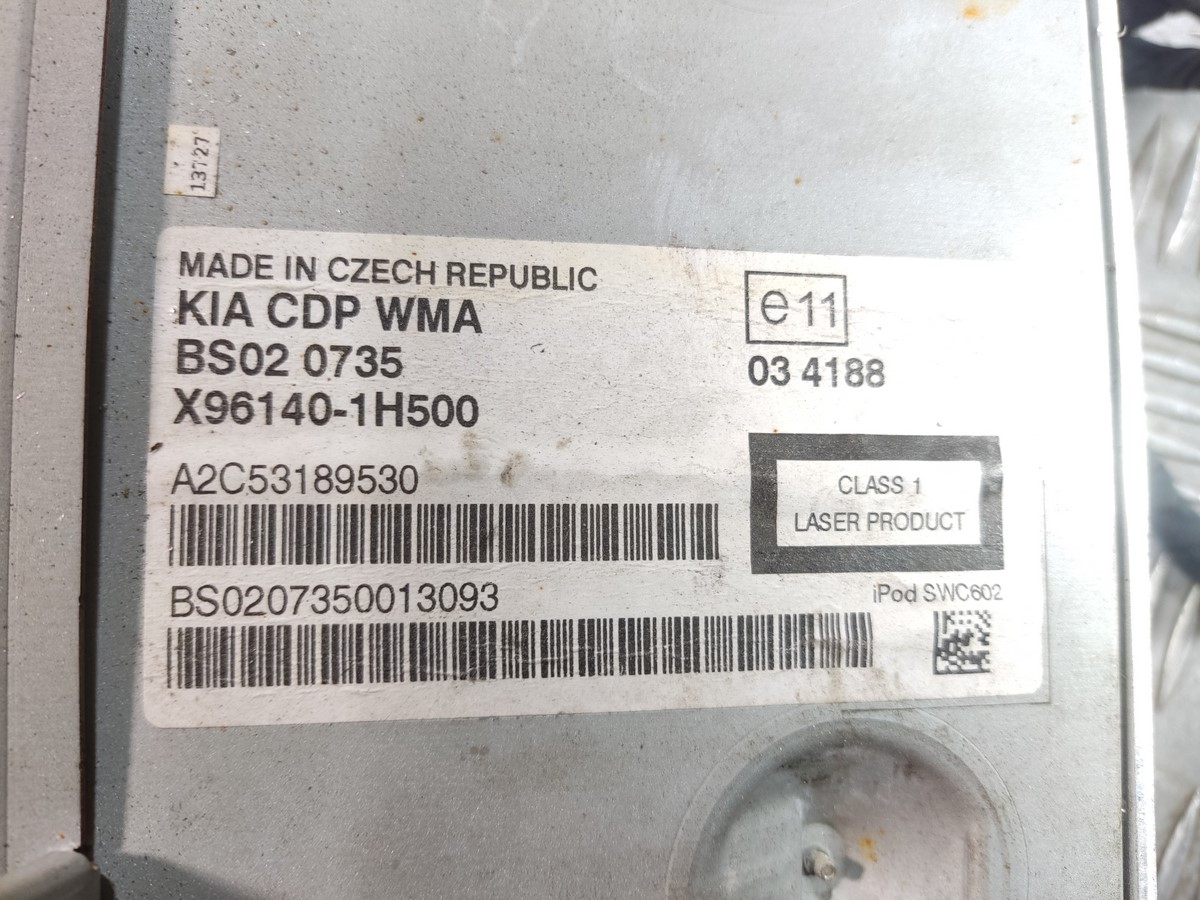 13727
MADE IN CZECH REPUBLIC
KIA CDP WMA
BS02 0735
X96140-1H500
e11
03 4188
A2C53189530
CLASS 1
LASER PRODUCT
BS0207350013093
iPod SWC602